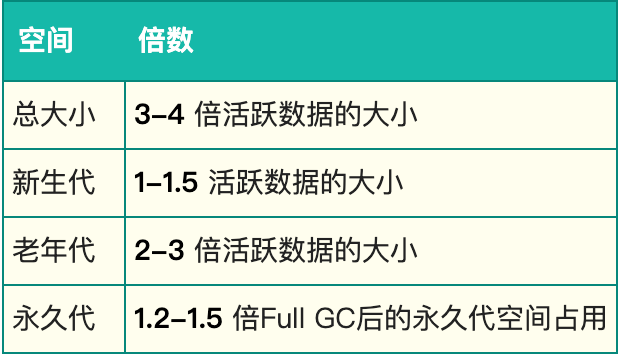 空间 倍数
总大小 3–4 倍活跃数据的大小
新生代 1–1.5 活跃数据的大小
老年代 2–3 倍活跃数据的大小
永久代 1.2–1.5 倍Full GC后的永久代空间占用